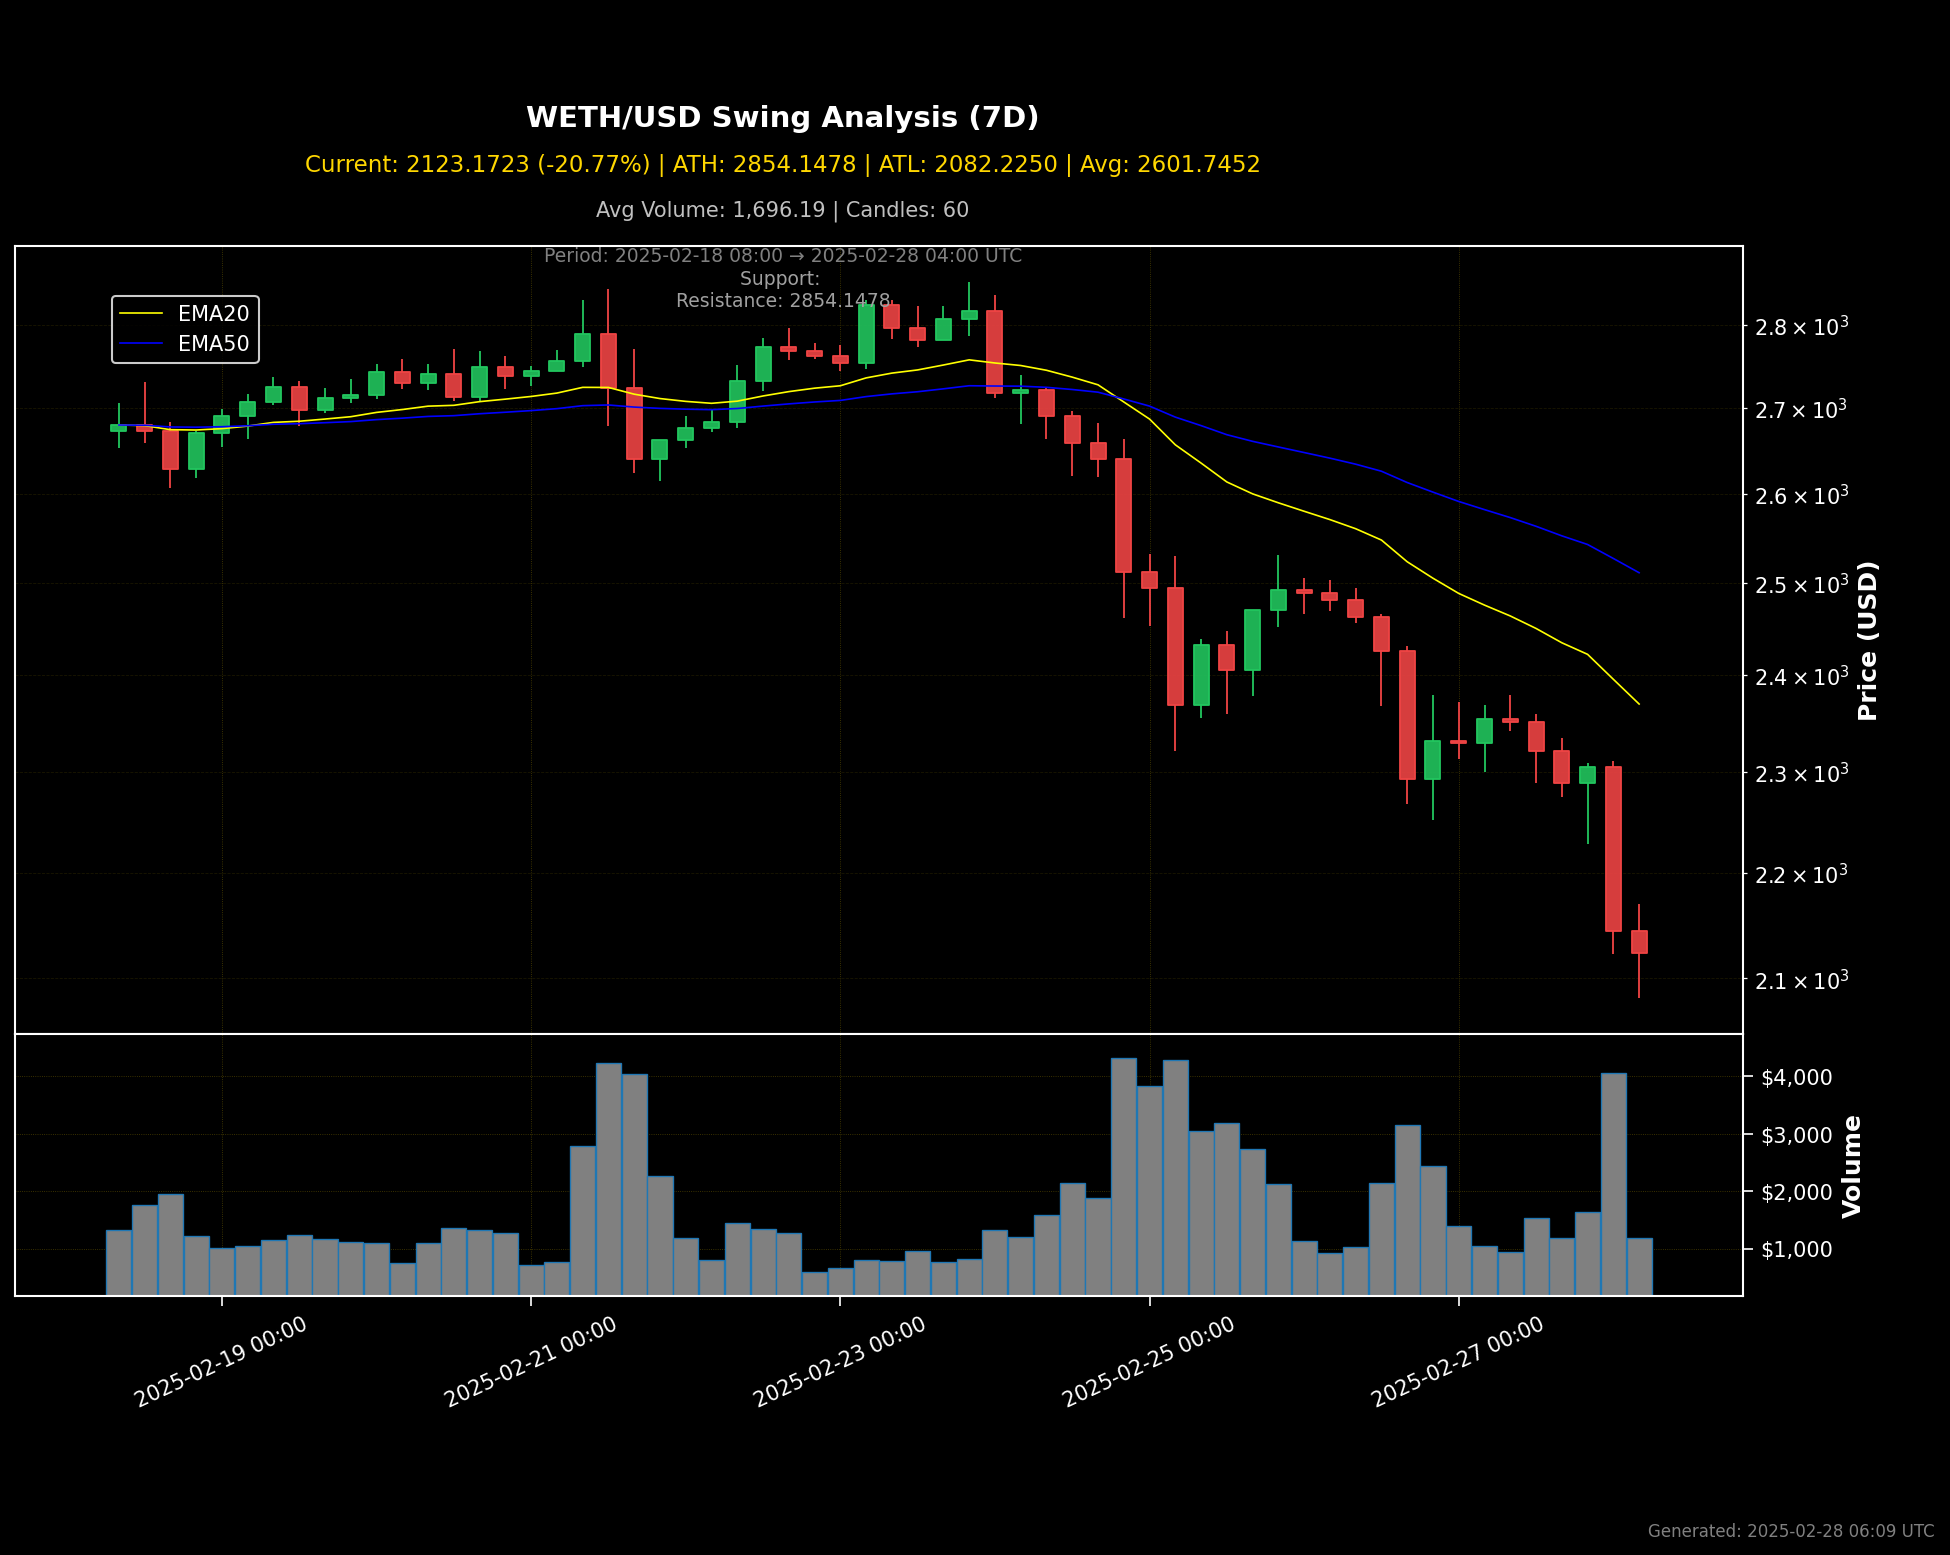 WETH/USD Swing Analysis (7D)
Current: 2123.1723 (-20.77%) | ATH: 2854.1478 | ATL: 2082.2250 | Avg: 2601.7452
Avg Volume: 1,696.19 | Candles: 60
Period: 2025-02-18 08:00 → 2025-02-28 04:00 UTC
Support:
Resistance: 2854.1478
EMA20
EMA50
2.8 × 10³
2.7 × 10³
2.6 × 10³
2.5 × 10³
2.4 × 10³
2.3 × 10³
2.2 × 10³
2.1 × 10³
Price (USD)
$4,000
$3,000
$2,000
$1,000
Volume
2025-02-19 00:00
2025-02-21 00:00
2025-02-23 00:00
2025-02-25 00:00
2025-02-27 00:00
Generated: 2025-02-28 06:09 UTC